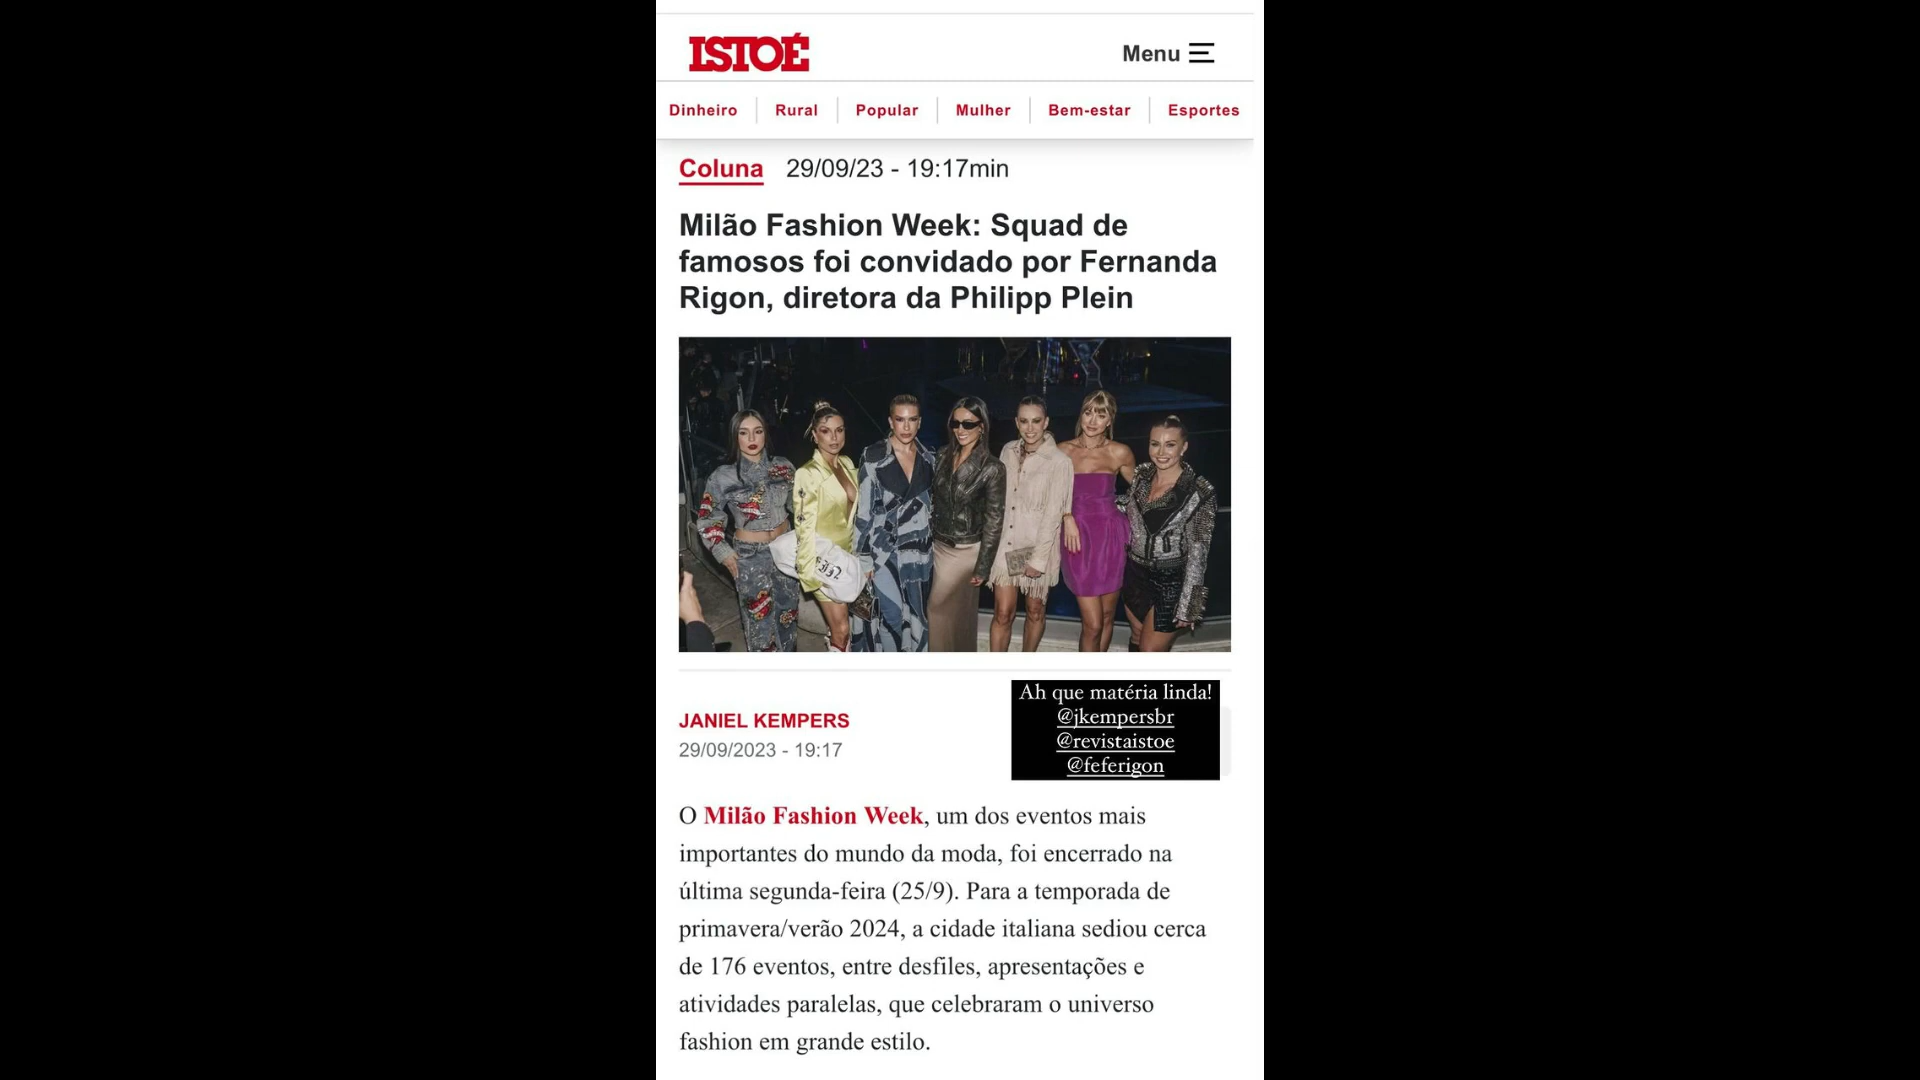 ISTOÉ
Menu
Dinheiro
Rural
Popular
Mulher
Bem-estar
Esportes
Coluna 29/09/23 - 19:17min
Milão Fashion Week: Squad de
famosos foi convidado por Fernanda
Rigon, diretora da Philipp Plein
JANIEL KEMPERS
29/09/2023 - 19:17
Ah que matéria linda!
@jkempersbr
@revistaistoe
@feferigon
O Milão Fashion Week, um dos eventos mais
importantes do mundo da moda, foi encerrado na
última segunda-feira (25/9). Para a temporada de
primavera/verão 2024, a cidade italiana sediou cerca
de 176 eventos, entre desfiles, apresentações e
atividades paralelas, que celebraram o universo
fashion em grande estilo.